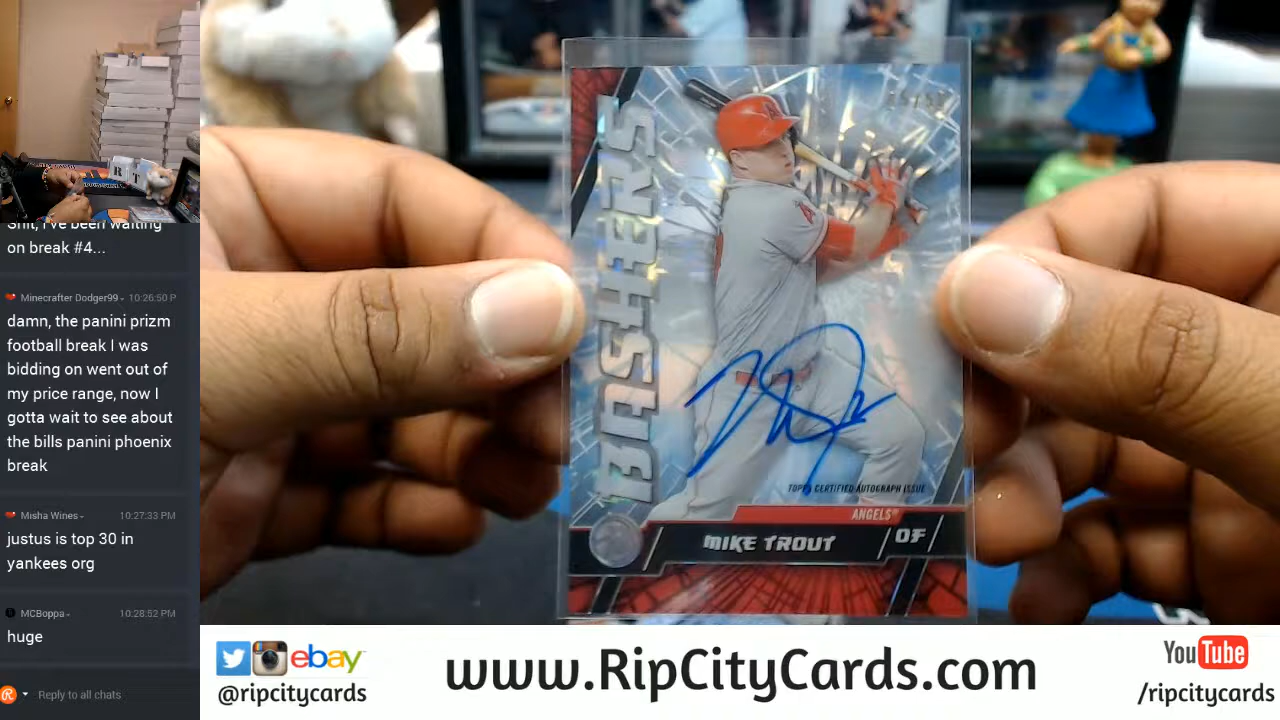 Shit, I've been waiting
on break #4...
Minecrafter Dodger99 - 10:26:50 P
damn, the panini prizm
football break I was
bidding on went out of
my price range, now I
gotta wait to see about
the bills panini phoenix
break
Misha Wines - 10:27:33 PM
justus is top 30 in
yankees org
MCBoppa - 10:28:52 PM
huge
Reply to all chats
R T
BASHERS
TOPPS CERTIFIED AUTOGRAPH ISSUE
ANGELS
MIKE TROUT OF
ebay
@ripcitycards
www.RipCityCards.com
YouTube
/ripcitycards